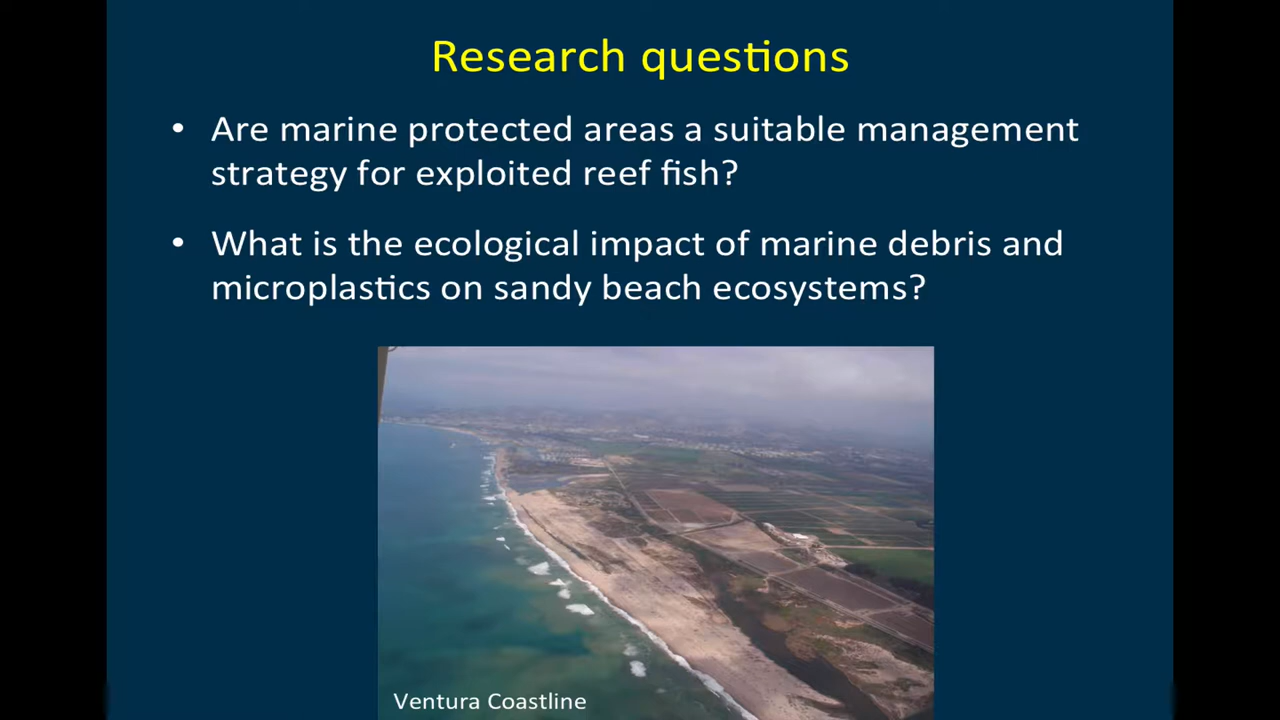 Research questions
• Are marine protected areas a suitable management
strategy for exploited reef fish?
• What is the ecological impact of marine debris and
microplastics on sandy beach ecosystems?
Ventura Coastline